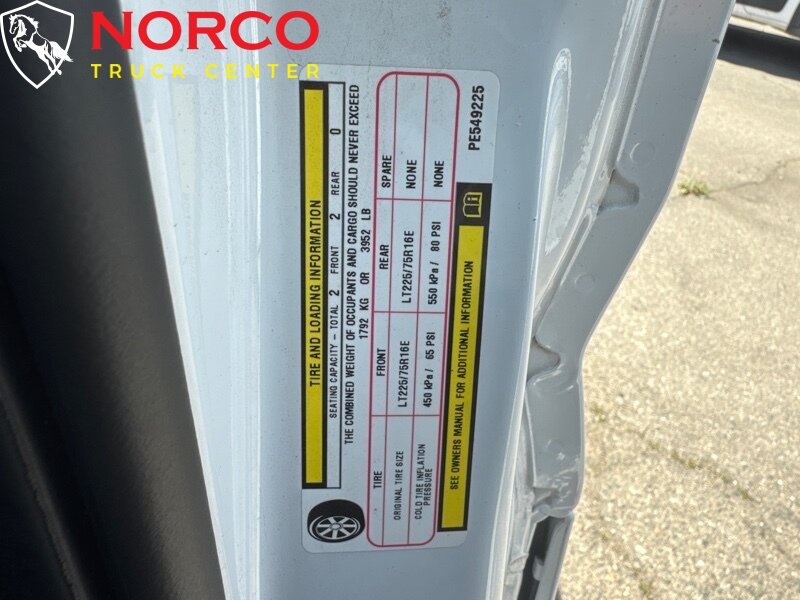 NORCO
TRUCK CENTER
TIRE AND LOADING INFORMATION
SEATING CAPACITY - TOTAL 2 FRONT 2 REAR 0
THE COMBINED WEIGHT OF OCCUPANTS AND CARGO SHOULD NEVER EXCEED
1792 KG OR 3952 LB
TIRE FRONT REAR SPARE
ORIGINAL TIRE SIZE LT225/75R16E LT225/75R16E NONE
COLD TIRE INFLATION
PRESSURE 450 kPa / 65 PSI 550 kPa / 80 PSI NONE
SEE OWNERS MANUAL FOR ADDITIONAL INFORMATION
PE549225